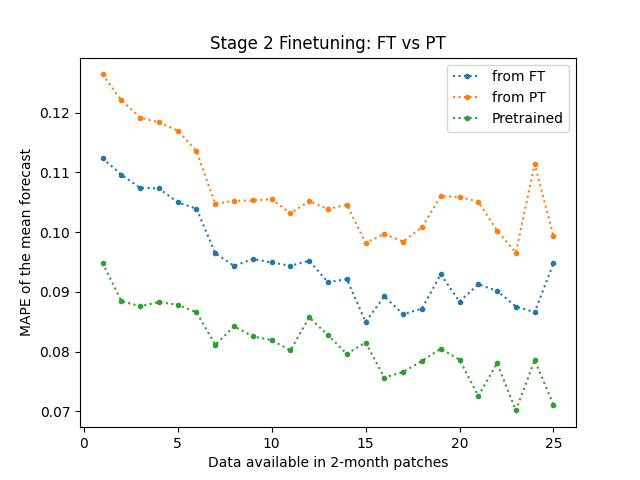 Stage 2 Finetuning: FT vs PT
from FT
from PT
Pretrained
MAPE of the mean forecast
0.12
0.11
0.10
0.09
0.08
0.07
0 5 10 15 20 25
Data available in 2-month patches